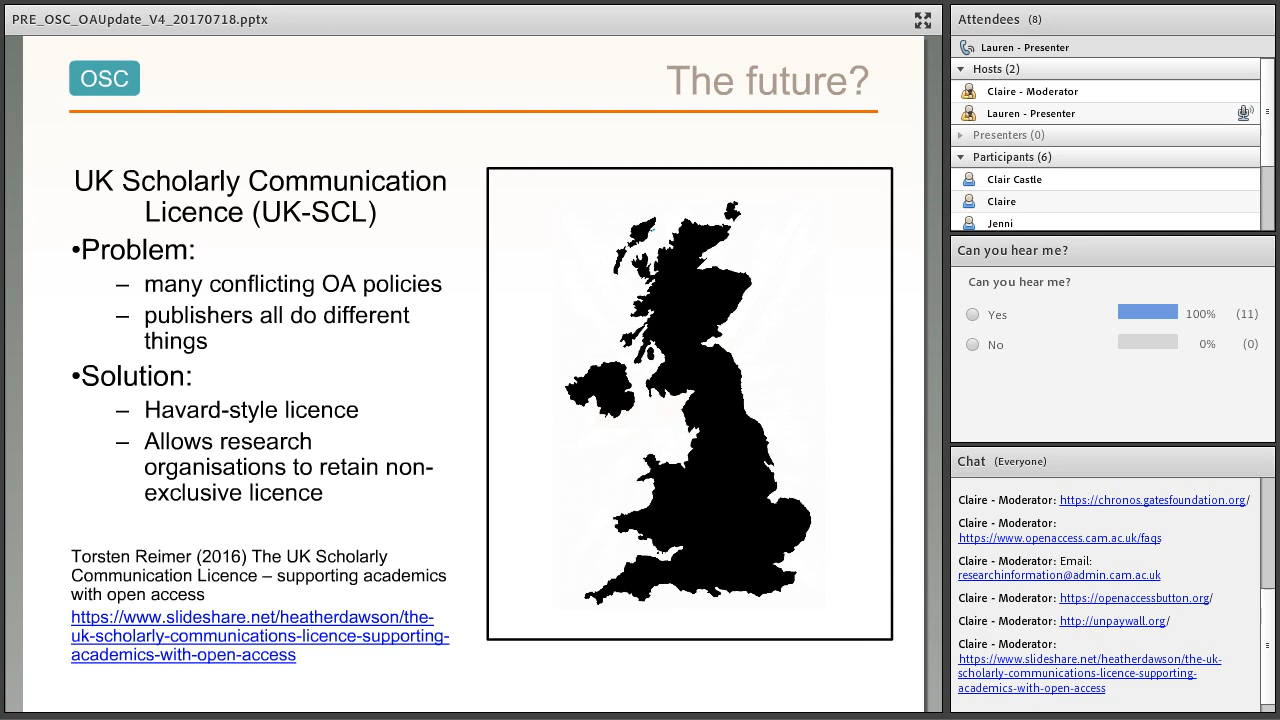 PRE_OSC_OAUpdate_V4_20170718.pptx
OSC
The future?
UK Scholarly Communication
Licence (UK-SCL)
•Problem:
– many conflicting OA policies
– publishers all do different
things
•Solution:
– Havard-style licence
– Allows research
organisations to retain non-
exclusive licence
Torsten Reimer (2016) The UK Scholarly
Communication Licence – supporting academics
with open access
https://www.slideshare.net/heatherdawson/the-
uk-scholarly-communications-licence-supporting-
academics-with-open-access
Attendees (8)
Lauren - Presenter
Hosts (2)
Claire - Moderator
Lauren - Presenter
Presenters (0)
Participants (6)
Clair Castle
Claire
Jenni
Can you hear me?
Can you hear me?
Yes 100% (11)
No 0% (0)
Chat (Everyone)
Claire - Moderator: https://chronos.gatesfoundation.org/
Claire - Moderator:
https://www.openaccess.cam.ac.uk/faqs
Claire - Moderator: Email:
researchinformation@admin.cam.ac.uk
Claire - Moderator: https://openaccessbutton.org/
Claire - Moderator: http://unpaywall.org/
Claire - Moderator:
https://www.slideshare.net/heatherdawson/the-uk-
scholarly-communications-licence-supporting-
academics-with-open-access